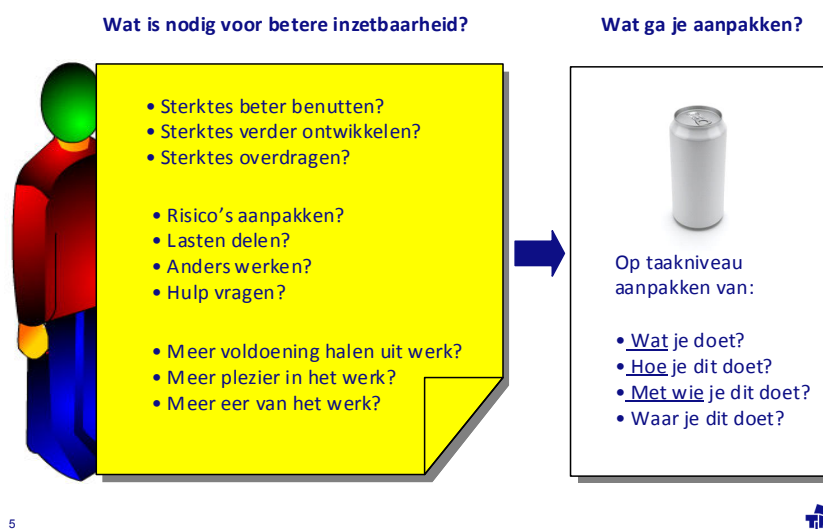 Wat is nodig voor betere inzetbaarheid?
• Sterktes beter benutten?
• Sterktes verder ontwikkelen?
• Sterktes overdragen?
• Risico's aanpakken?
• Lasten delen?
• Anders werken?
• Hulp vragen?
• Meer voldoening halen uit werk?
• Meer plezier in het werk?
• Meer eer van het werk?
Wat ga je aanpakken?
Op taakniveau
aanpakken van:
• Wat je doet?
• Hoe je dit doet?
• Met wie je dit doet?
• Waar je dit doet?
5